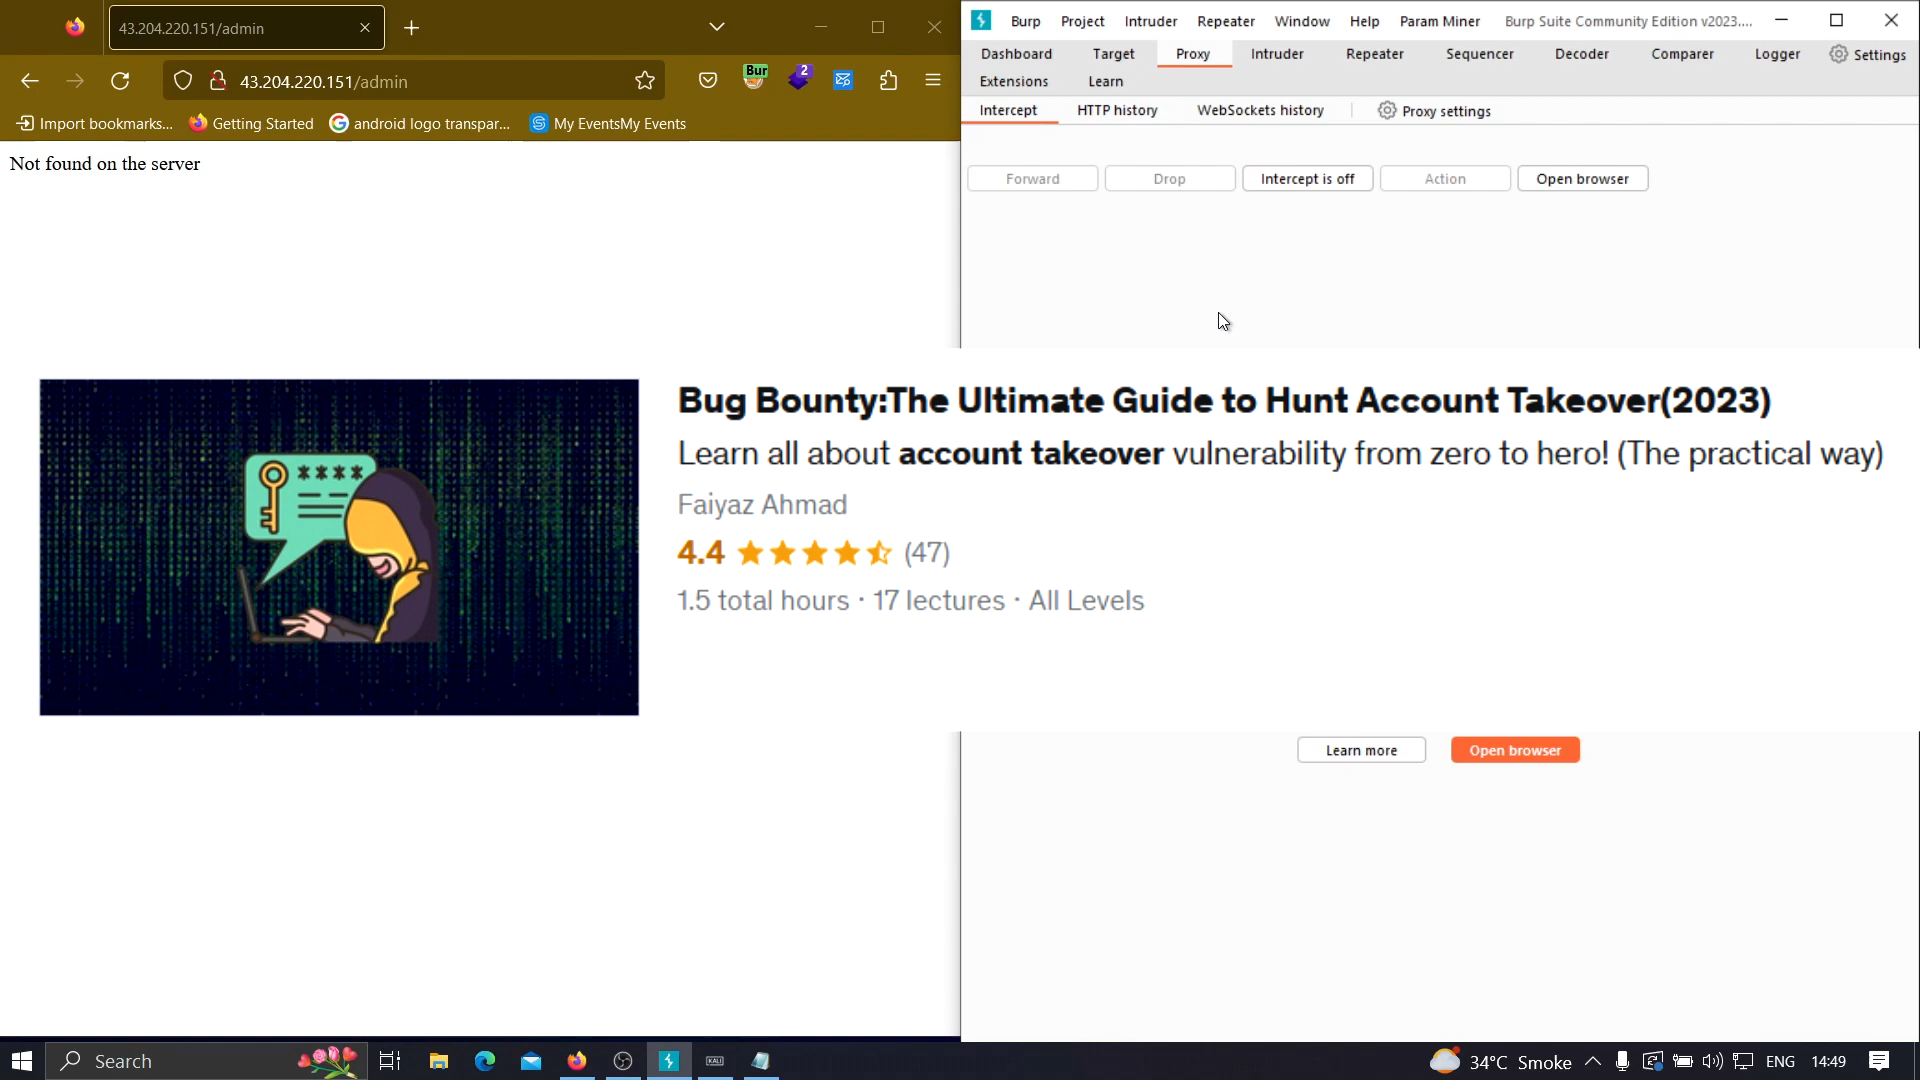 43.204.220.151/admin
43.204.220.151/admin
Bur
2
Import bookmarks...
Getting Started
android logo transpar...
My EventsMy Events
Not found on the server
Burp Project Intruder Repeater Window Help Param Miner Burp Suite Community Edition v2023....
Dashboard Target Proxy Intruder Repeater Sequencer Decoder Comparer Logger Settings
Extensions Learn
Intercept HTTP history WebSockets history Proxy settings
Forward Drop Intercept is off Action Open browser
****
Bug Bounty:The Ultimate Guide to Hunt Account Takeover(2023)
Learn all about account takeover vulnerability from zero to hero! (The practical way)
Faiyaz Ahmad
4.4 (47)
1.5 total hours · 17 lectures · All Levels
Learn more Open browser
Search
KALI
34°C Smoke
ENG
14:49